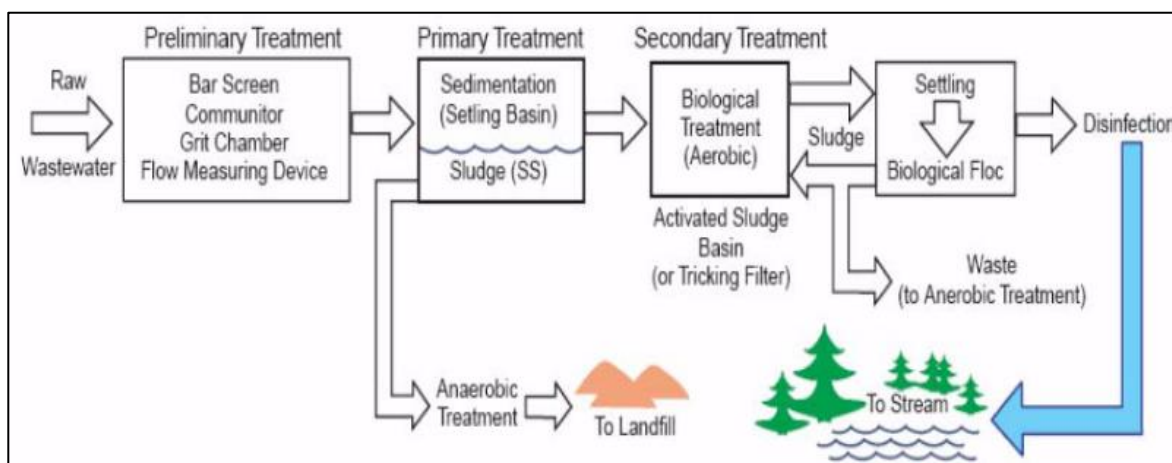 Preliminary Treatment
Primary Treatment
Secondary Treatment
Raw
Wastewater
Bar Screen
Communitor
Grit Chamber
Flow Measuring Device
Sedimentation
(Setling Basin)
Sludge (SS)
Biological
Treatment
(Aerobic)
Sludge
Settling
Biological Floc
Disinfection
Activated Sludge
Basin
(or Tricking Filter)
Waste
(to Anerobic Treatment)
Anaerobic
Treatment
To Landfill
To Stream